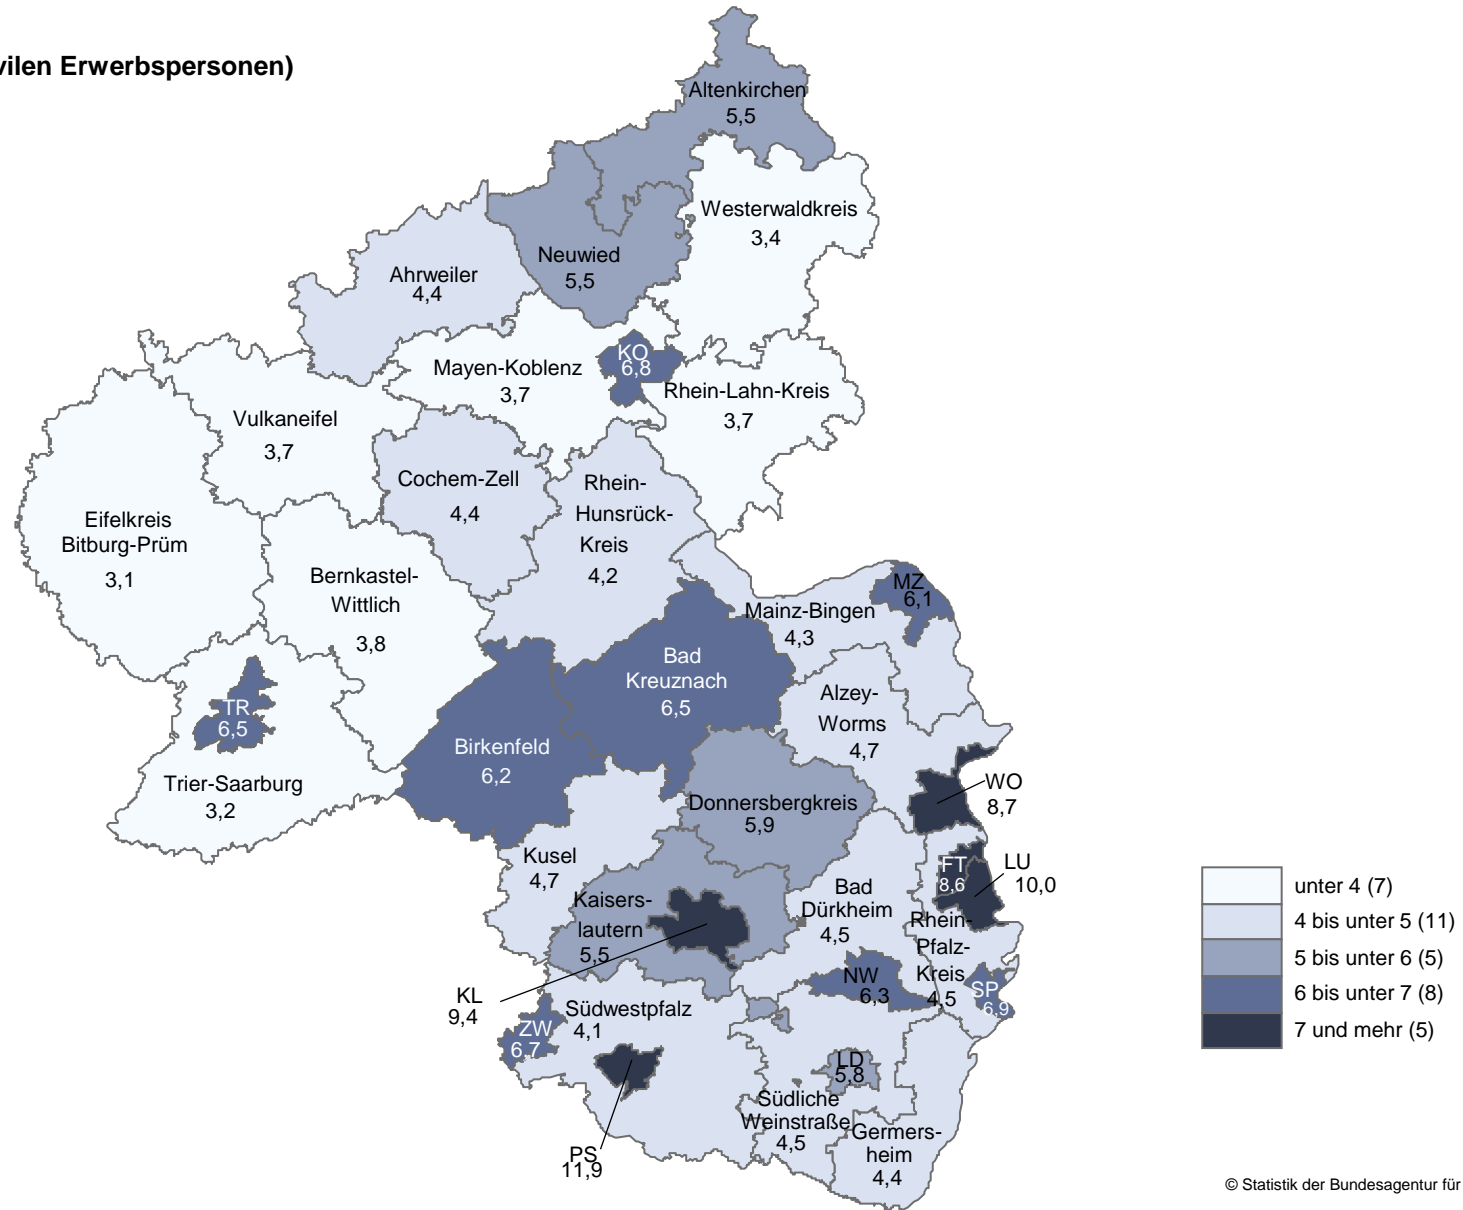 vilen Erwerbspersonen)
Altenkirchen
5,5
Westerwaldkreis
3,4
Neuwied
5,5
Ahrweiler
4,4
KO
6,8
Mayen-Koblenz
3,7
Rhein-Lahn-Kreis
3,7
Vulkaneifel
3,7
Cochem-Zell
4,4
Rhein-
Hunsrück-
Kreis
4,2
Eifelkreis
Bitburg-Prüm
3,1
Bernkastel-
Wittlich
3,8
MZ
6,1
Mainz-Bingen
4,3
Bad
Kreuznach
6,5
Alzey-
Worms
4,7
TR
6,5
Birkenfeld
6,2
Trier-Saarburg
3,2
WO
8,7
Donnersbergkreis
5,9
Kusel
4,7
FT
8,6
LU
10,0
Kaisers-
lautern
5,5
Bad
Dürkheim
4,5
Rhein-
Pfalz-
Kreis
4,5
NW
6,3
SP
6,9
KL
9,4
Südwestpfalz
4,1
ZW
6,7
LD
5,8
Südliche
Weinstraße
4,5
Germers-
heim
4,4
PS
11,9
unter 4 (7)
4 bis unter 5 (11)
5 bis unter 6 (5)
6 bis unter 7 (8)
7 und mehr (5)
© Statistik der Bundesagentur für